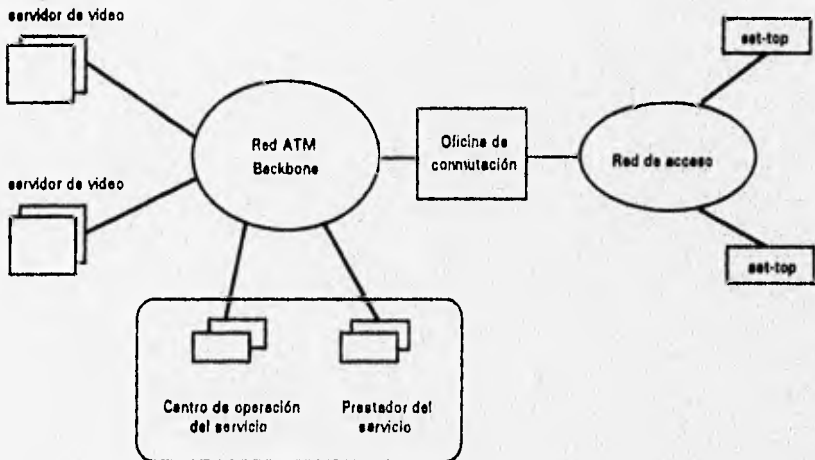 servidor de video
set-top
Red ATM
Backbone
Oficina de
conmutación
Red de acceso
servidor de video
set-top
Centro de operación
del servicio
Prestador del
servicio